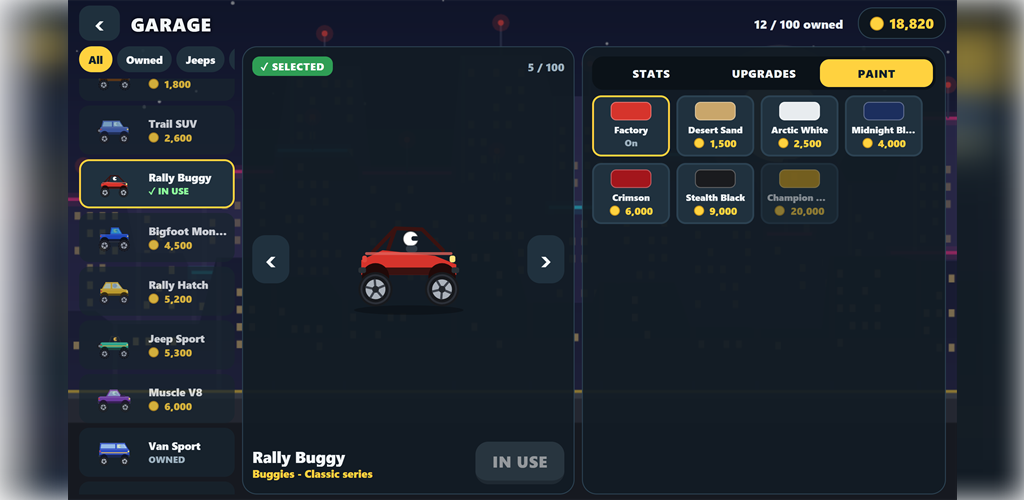 GARAGE
12 / 100 owned
18,820
All
Owned
Jeeps
1,800
Trail SUV
2,600
Rally Buggy
✓ IN USE
Bigfoot Mon...
4,500
Rally Hatch
5,200
Jeep Sport
5,300
Muscle V8
6,000
Van Sport
OWNED
✓ SELECTED
5 / 100
Rally Buggy
Buggies - Classic series
IN USE
STATS
UPGRADES
PAINT
Factory
On
Desert Sand
1,500
Arctic White
2,500
Midnight Bl...
4,000
Crimson
6,000
Stealth Black
9,000
Champion ...
20,000